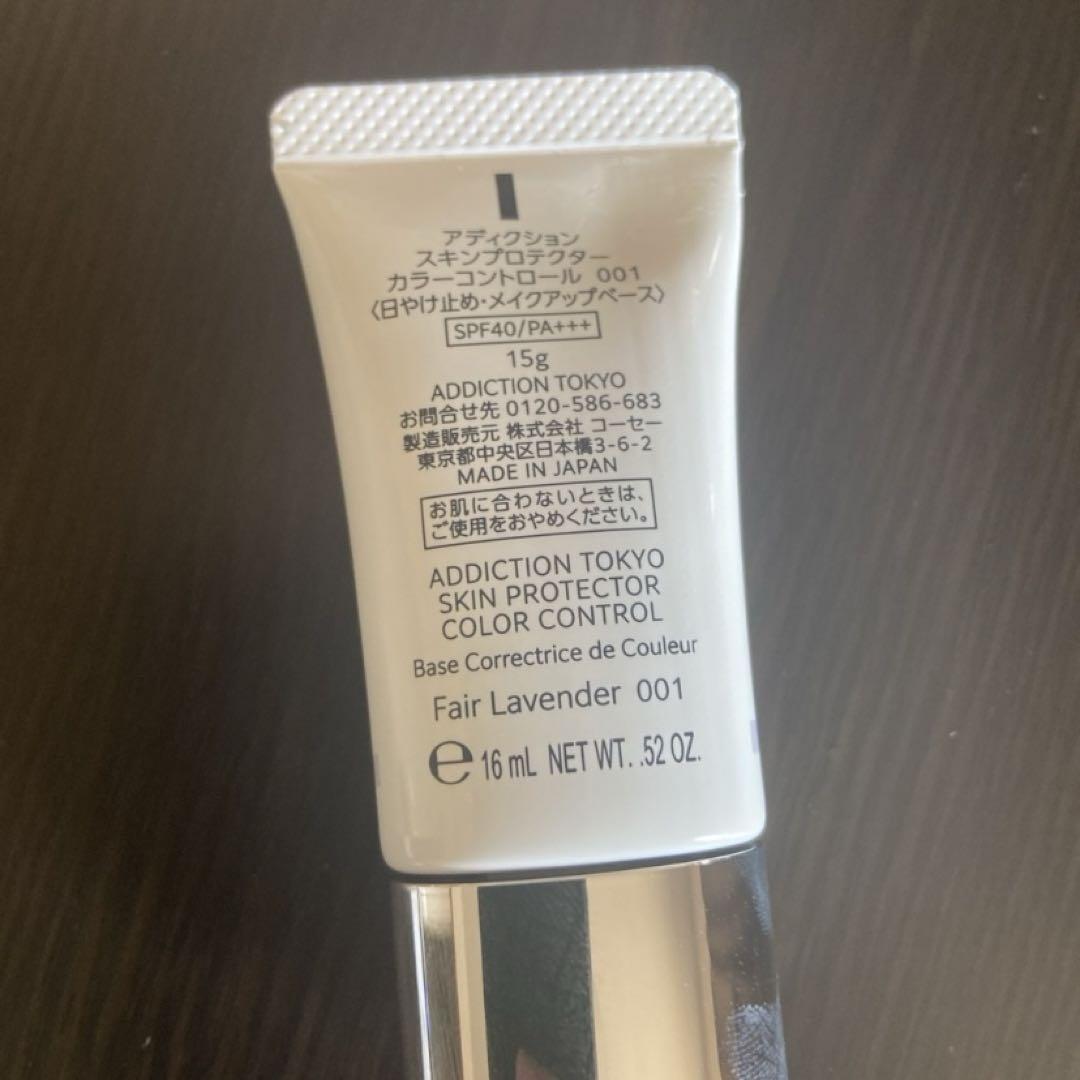 アディクション
スキンプロテクター
カラーコントロール 001
〈日やけ止め・メイクアップベース〉
SPF40/PA+++
15g
ADDICTION TOKYO
お問合せ先 0120-586-683
製造販売元 株式会社 コーセー
東京都中央区日本橋3-6-2
MADE IN JAPAN
お肌に合わないときは、
ご使用をおやめください。
ADDICTION TOKYO
SKIN PROTECTOR
COLOR CONTROL
Base Correctrice de Couleur
Fair Lavender 001
℮ 16 mL NET WT. .52 OZ.